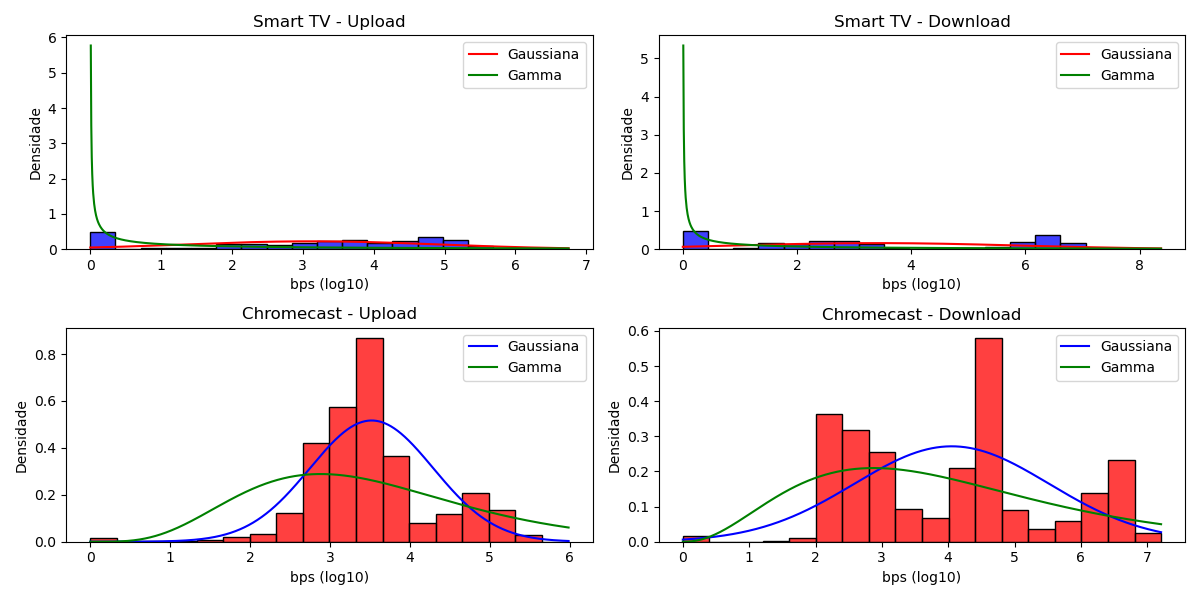 Smart TV - Upload
Densidade
6
5
4
3
2
1
0
Gaussiana
Gamma
0 1 2 3 4 5 6 7
bps (log10)
Smart TV - Download
Densidade
5
4
3
2
1
0
Gaussiana
Gamma
0 2 4 6 8
bps (log10)
Chromecast - Upload
Densidade
0.8
0.6
0.4
0.2
0.0
Gaussiana
Gamma
0 1 2 3 4 5 6
bps (log10)
Chromecast - Download
Densidade
0.6
0.5
0.4
0.3
0.2
0.1
0.0
Gaussiana
Gamma
0 1 2 3 4 5 6 7
bps (log10)